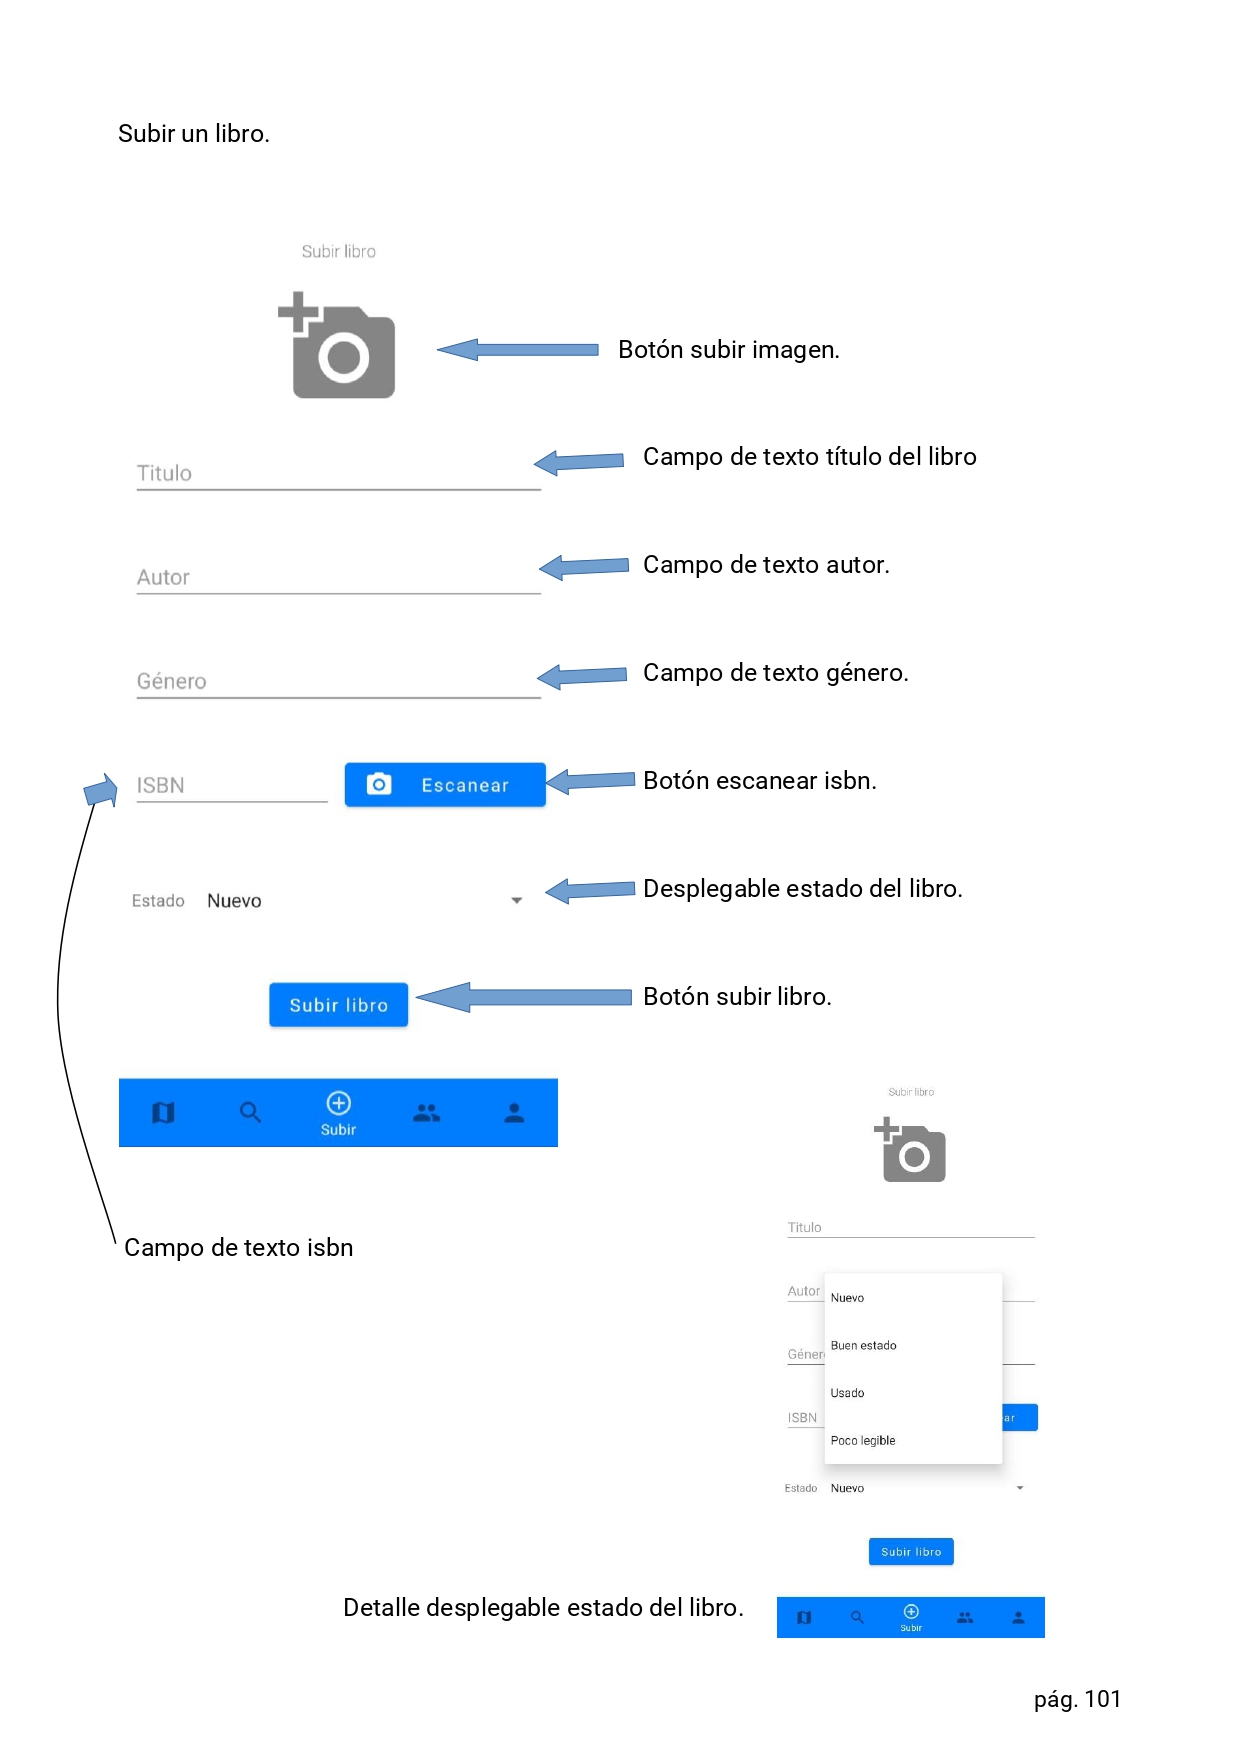 Subir un libro.
Subir libro
Botón subir imagen.
Titulo
Campo de texto título del libro
Autor
Campo de texto autor.
Género
Campo de texto género.
ISBN
Escanear
Botón escanear isbn.
Estado Nuevo
Desplegable estado del libro.
Subir libro
Botón subir libro.
Subir
Campo de texto isbn
Subir libro
Titulo
Autor
Nuevo
Buen estado
Géner
Usado
ISBN
ar
Poco legible
Estado Nuevo
Subir libro
Subir
Detalle desplegable estado del libro.
pág. 101